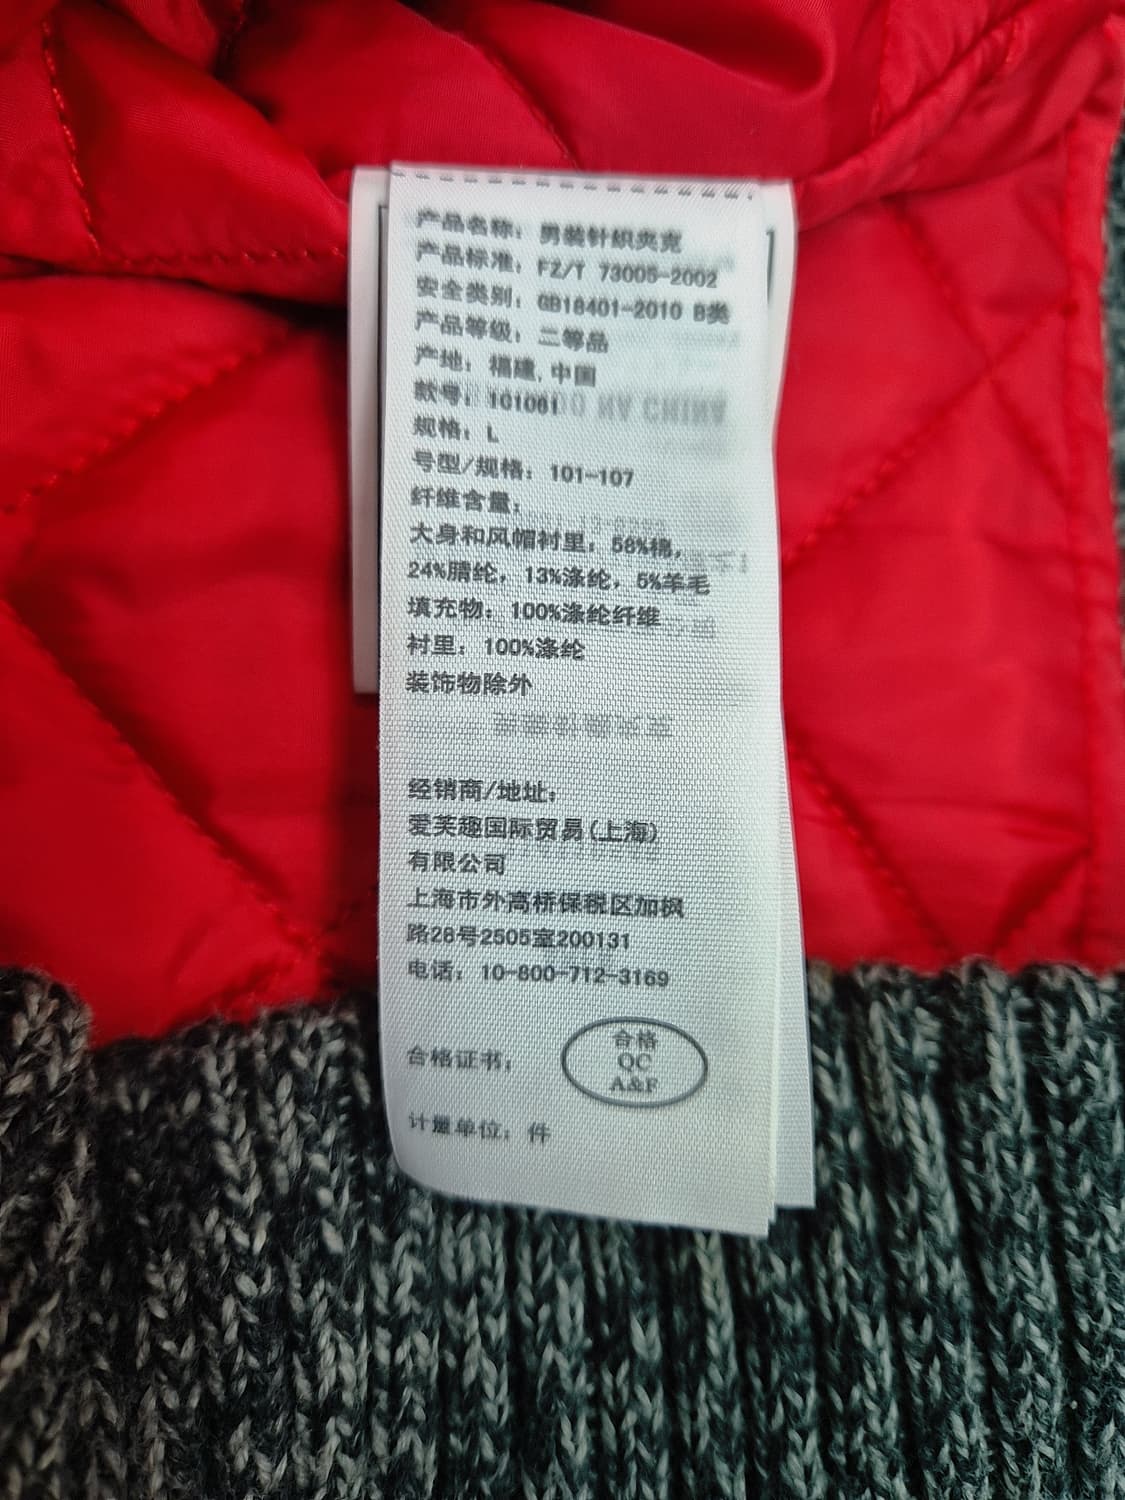 产品名称：男装针织夹克
产品标准：FZ/T 73005-2002
安全类别：GB18401-2010 B类
产品等级：二等品
产地：福建,中国
款号：101061
规格：L
号型/规格：101-107
纤维含量：
大身和风帽衬里：58%棉，
24%腈纶，13%涤纶，5%羊毛
填充物：100%涤纶纤维
衬里：100%涤纶
装饰物除外
经销商/地址：
爱芙趣国际贸易(上海)
有限公司
上海市外高桥保税区加枫
路28号2505室200131
电话：10-800-712-3169
合格证书：
合格
QC
A&F
计量单位：件